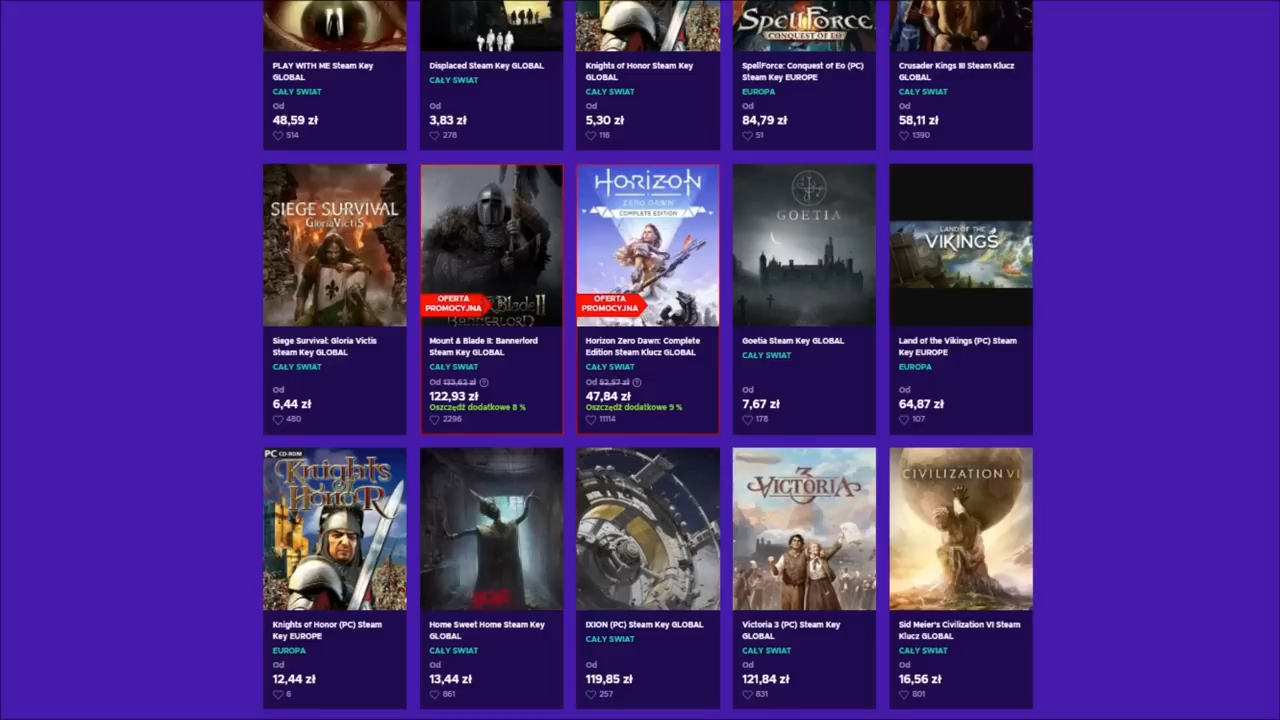 SPELLFORCE
CONQUEST OF EO
PLAY WITH ME Steam Key
GLOBAL
CAŁY ŚWIAT
Od
48,59 zł
514
Displaced Steam Key GLOBAL
CAŁY ŚWIAT
Od
3,83 zł
278
Knights of Honor Steam Key
GLOBAL
CAŁY ŚWIAT
Od
5,30 zł
116
SpellForce: Conquest of Eo (PC)
Steam Key EUROPE
EUROPA
Od
84,79 zł
51
Crusader Kings III Steam Klucz
GLOBAL
CAŁY ŚWIAT
Od
58,11 zł
1390
SIEGE SURVIVAL
GloriaVictiS
Siege Survival: Gloria Victis
Steam Key GLOBAL
CAŁY ŚWIAT
Od
6,44 zł
480
OFERTA
PROMOCYJNA
Blade II
BANNERLORD
Mount & Blade II: Bannerlord
Steam Key GLOBAL
CAŁY ŚWIAT
Od 133,62 zł
122,93 zł
Oszczędź dodatkowe 8 %
2296
HORIZON
ZERO DAWN
COMPLETE EDITION
OFERTA
PROMOCYJNA
Horizon Zero Dawn: Complete
Edition Steam Klucz GLOBAL
CAŁY ŚWIAT
Od 52,57 zł
47,84 zł
Oszczędź dodatkowe 9 %
11114
GOETIA
Goetia Steam Key GLOBAL
CAŁY ŚWIAT
Od
7,67 zł
178
LAND OF THE
VIKINGS
Land of the Vikings (PC) Steam
Key EUROPE
EUROPA
Od
64,87 zł
107
PC CD-ROM
Knights
of
HonoR
Knights of Honor (PC) Steam
Key EUROPE
EUROPA
Od
12,44 zł
6
HOME
Home Sweet Home Steam Key
GLOBAL
CAŁY ŚWIAT
Od
13,44 zł
861
IXION (PC) Steam Key GLOBAL
CAŁY ŚWIAT
Od
119,85 zł
257
3
VICTORIA
Victoria 3 (PC) Steam Key
GLOBAL
CAŁY ŚWIAT
Od
121,84 zł
831
CIVILIZATION VI
Sid Meier's Civilization VI Steam
Klucz GLOBAL
CAŁY ŚWIAT
Od
16,56 zł
801